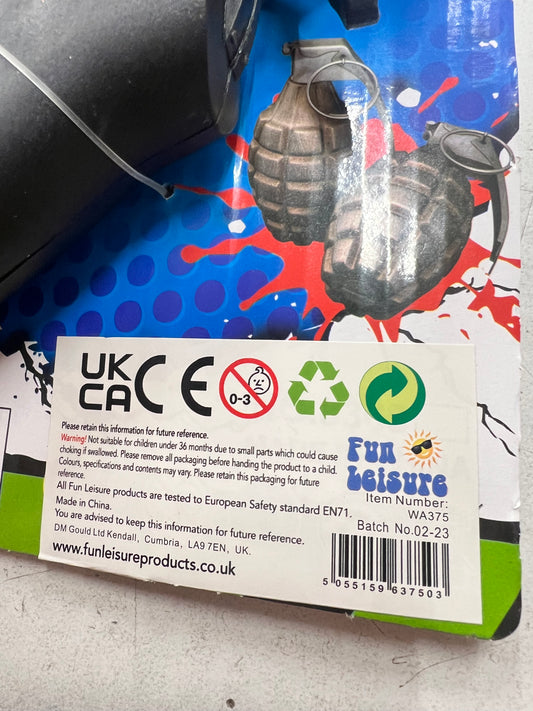 UK
CA CE
0-3
Please retain this information for future reference.
Warning! Not suitable for children under 36 months due to small parts which could cause
choking if swallowed. Please remove all packaging before handing the product to a child.
Colours, specifications and contents may vary. Please retain this packaging for future
reference.
All Fun Leisure products are tested to European Safety standard EN71.
Made in China.
You are advised to keep this information for future reference.
DM Gould Ltd Kendall, Cumbria, LA9 7EN, UK.
www.funleisureproducts.co.uk
Fun
Leisure
Item Number:
WA375
Batch No.02-23
5 055159 637503